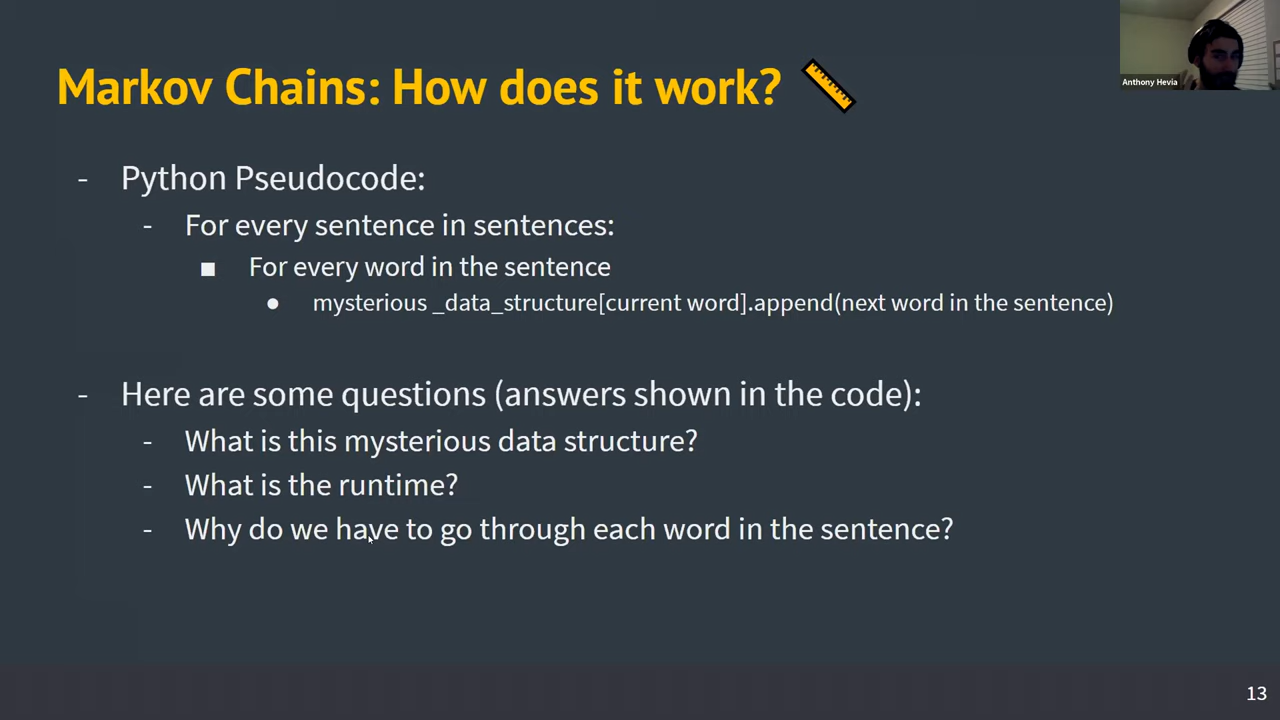 Markov Chains: How does it work?
Anthony Hevia
- Python Pseudocode:
- For every sentence in sentences:
■ For every word in the sentence
● mysterious _data_structure[current word].append(next word in the sentence)
- Here are some questions (answers shown in the code):
- What is this mysterious data structure?
- What is the runtime?
- Why do we have to go through each word in the sentence?
13